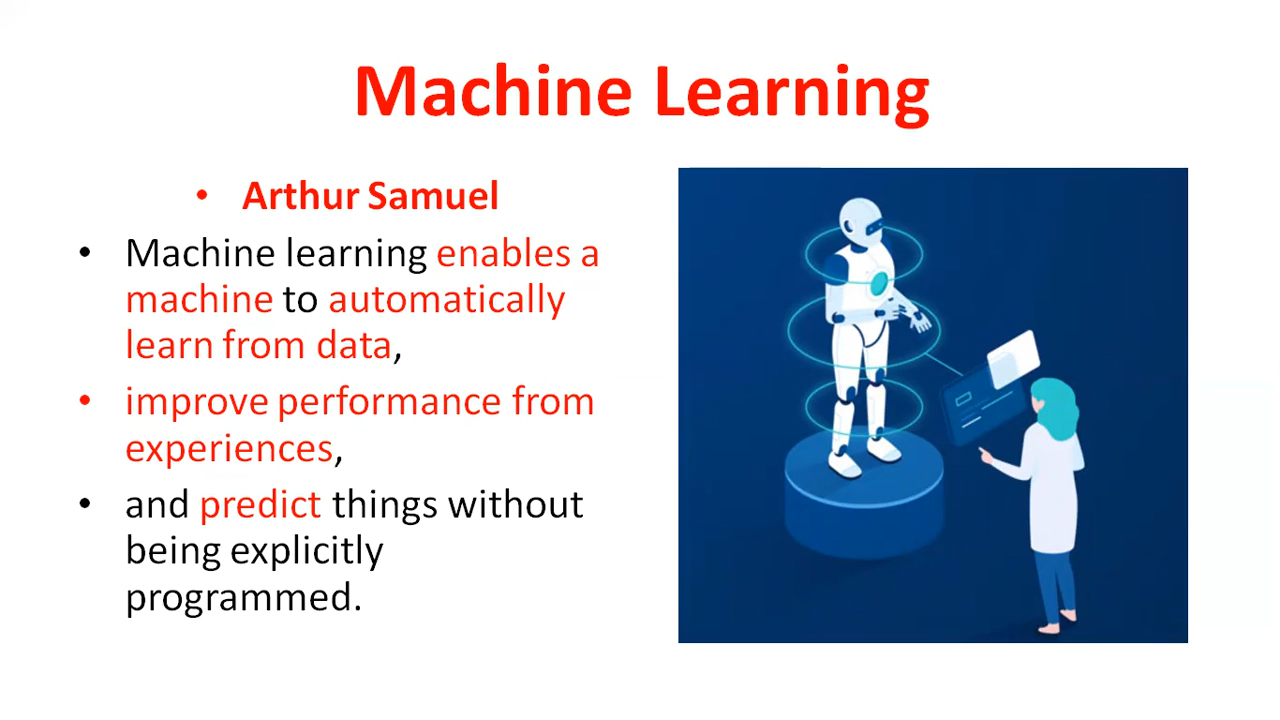 Machine Learning
• Arthur Samuel
• Machine learning enables a
machine to automatically
learn from data,
• improve performance from
experiences,
• and predict things without
being explicitly
programmed.